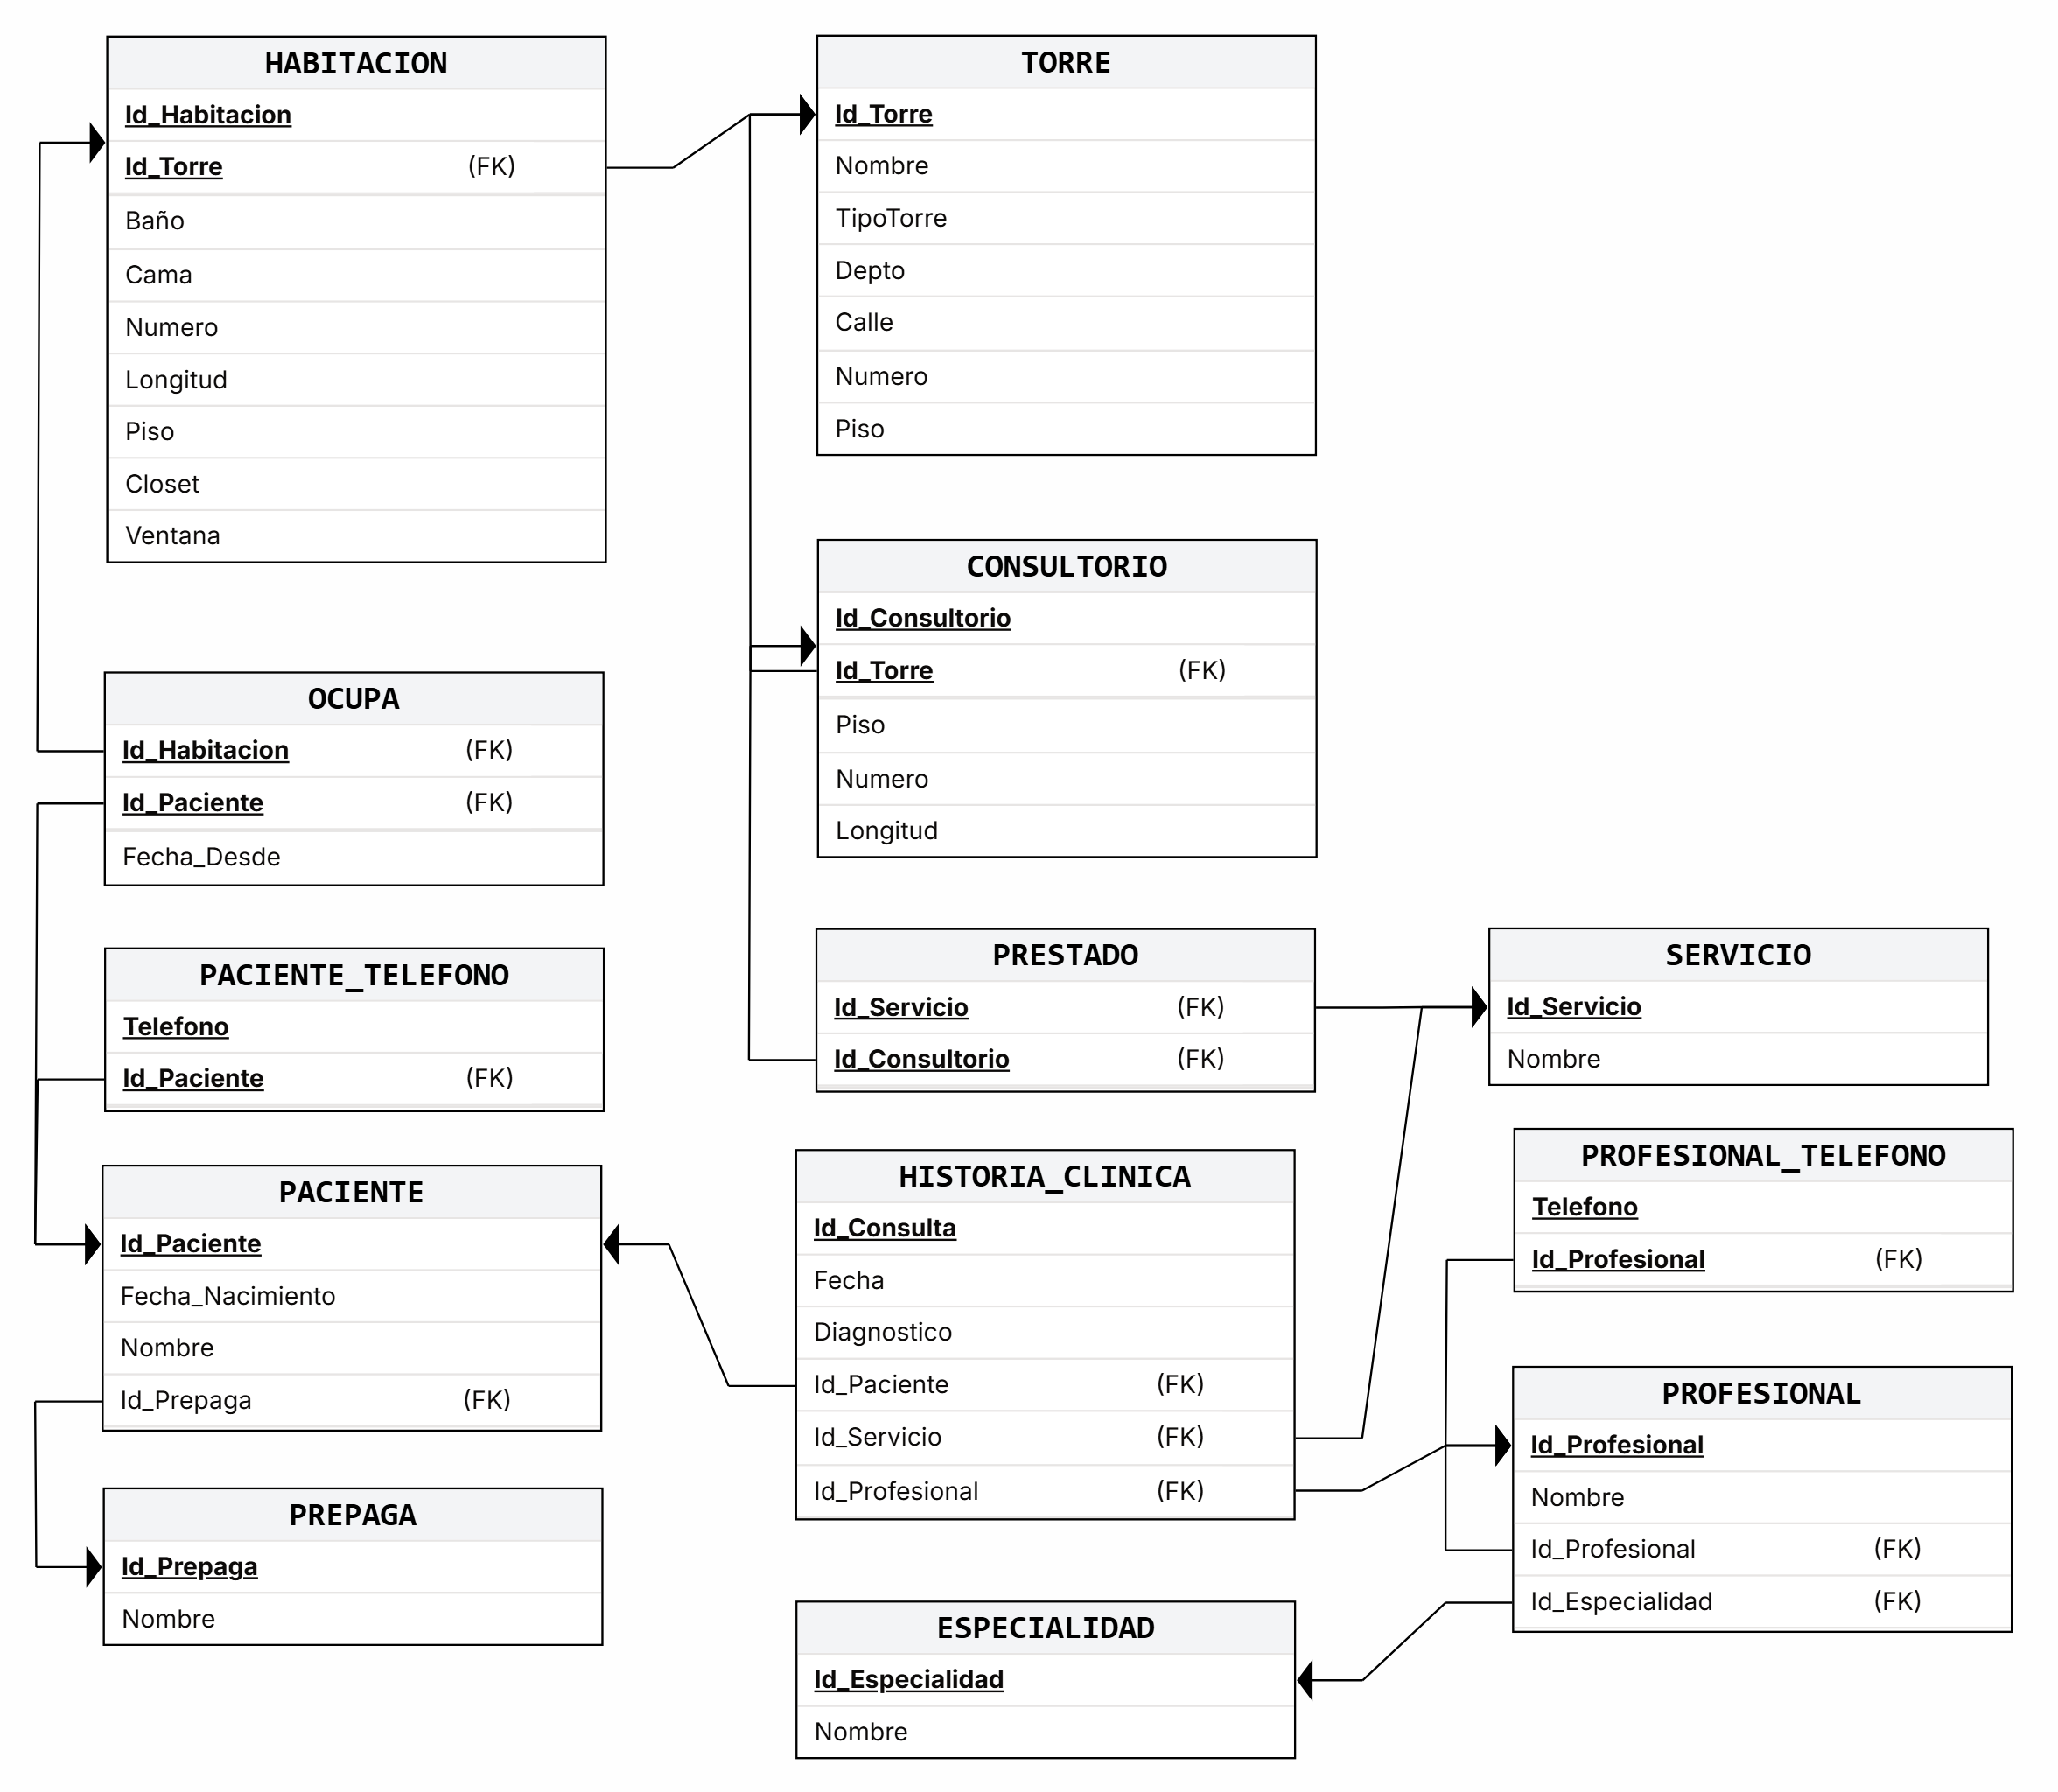 HABITACION
Id_Habitacion
Id_Torre (FK)
Baño
Cama
Numero
Longitud
Piso
Closet
Ventana
TORRE
Id_Torre
Nombre
TipoTorre
Depto
Calle
Numero
Piso
CONSULTORIO
Id_Consultorio
Id_Torre (FK)
Piso
Numero
Longitud
OCUPA
Id_Habitacion (FK)
Id_Paciente (FK)
Fecha_Desde
PACIENTE_TELEFONO
Telefono
Id_Paciente (FK)
PRESTADO
Id_Servicio (FK)
Id_Consultorio (FK)
SERVICIO
Id_Servicio
Nombre
PACIENTE
Id_Paciente
Fecha_Nacimiento
Nombre
Id_Prepaga (FK)
HISTORIA_CLINICA
Id_Consulta
Fecha
Diagnostico
Id_Paciente (FK)
Id_Servicio (FK)
Id_Profesional (FK)
PROFESIONAL_TELEFONO
Telefono
Id_Profesional (FK)
PROFESIONAL
Id_Profesional
Nombre
Id_Profesional (FK)
Id_Especialidad (FK)
PREPAGA
Id_Prepaga
Nombre
ESPECIALIDAD
Id_Especialidad
Nombre